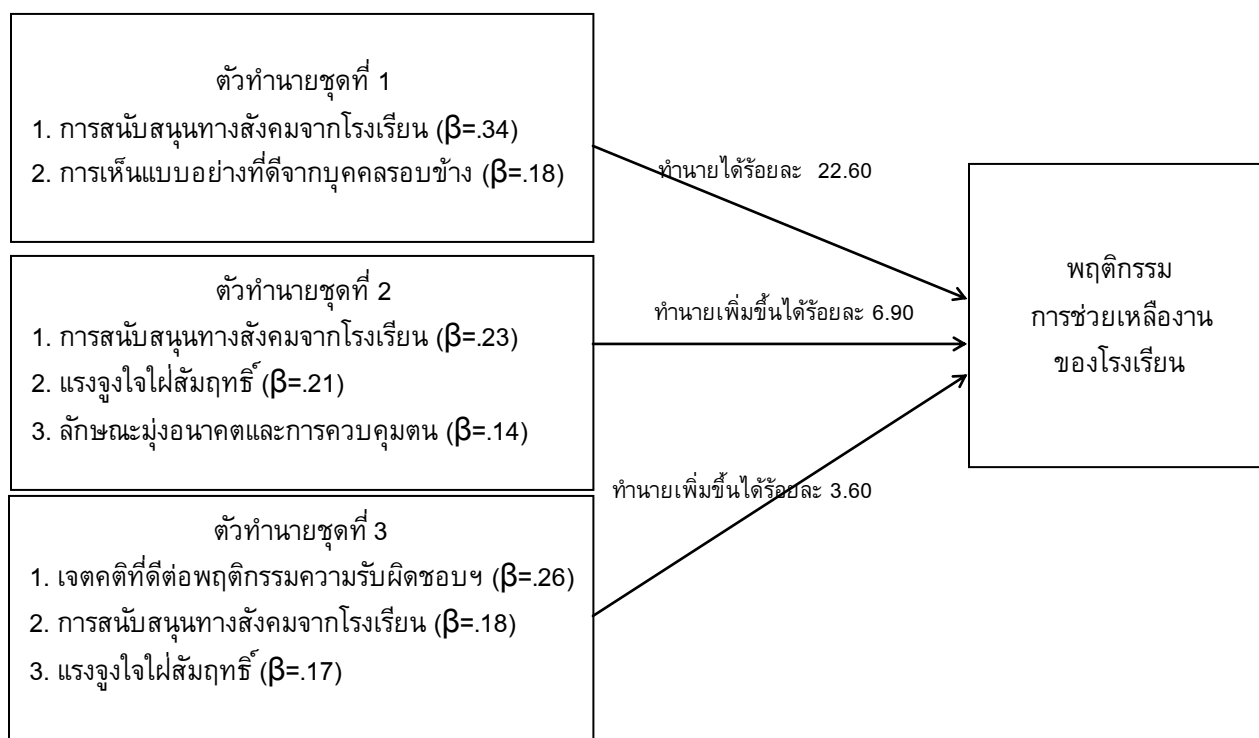 ตัวทำนายชุดที่ 1
1. การสนับสนุนทางสังคมจากโรงเรียน (β=.34)
2. การเห็นแบบอย่างที่ดีจากบุคคลรอบข้าง (β=.18)
ทำนายได้ร้อยละ 22.60
ตัวทำนายชุดที่ 2
1. การสนับสนุนทางสังคมจากโรงเรียน (β=.23)
2. แรงจูงใจใฝ่สัมฤทธิ์ (β=.21)
3. ลักษณะมุ่งอนาคตและการควบคุมตน (β=.14)
ทำนายเพิ่มขึ้นได้ร้อยละ 6.90
ตัวทำนายชุดที่ 3
1. เจตคติที่ดีต่อพฤติกรรมความรับผิดชอบฯ (β=.26)
2. การสนับสนุนทางสังคมจากโรงเรียน (β=.18)
3. แรงจูงใจใฝ่สัมฤทธิ์ (β=.17)
ทำนายเพิ่มขึ้นได้ร้อยละ 3.60
พฤติกรรม
การช่วยเหลืองาน
ของโรงเรียน